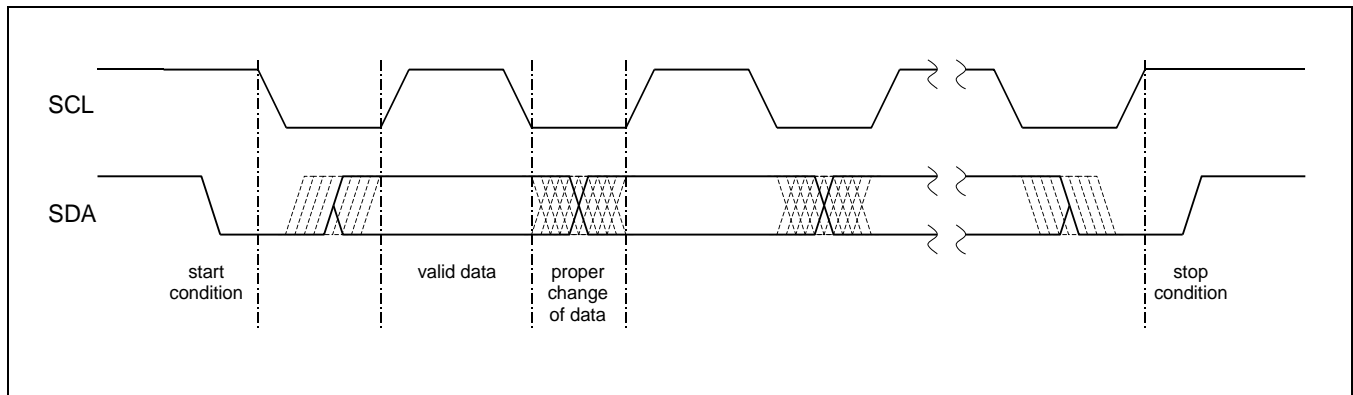 SCL
SDA
start
condition
valid data
proper
change
of data
stop
condition